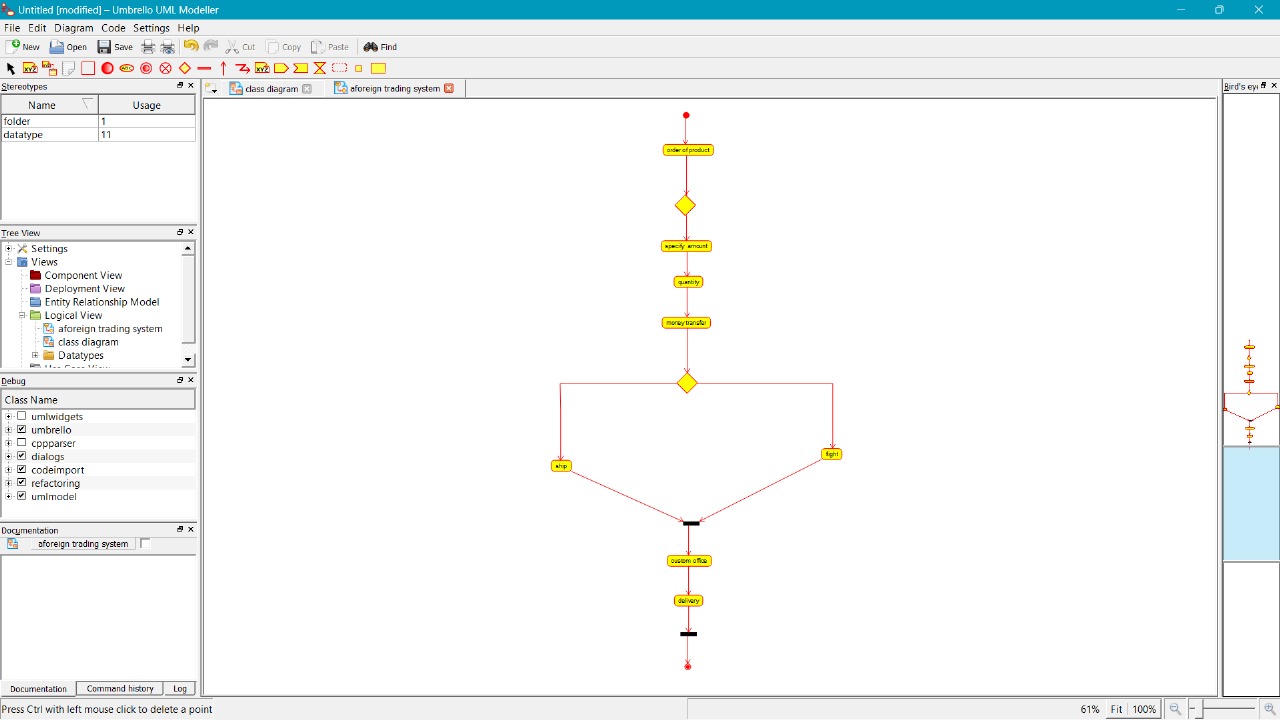 Untitled [modified] – Umbrello UML Modeller
File Edit Diagram Code Settings Help
New Open Save Cut Copy Paste Find
Stereotypes
class diagram
aforeign trading system
Bird's eye
Name Usage
folder 1
datatype 11
order of product
specify amount
quantity
money transfer
ship
flight
custom office
delivery
Tree View
Settings
Views
Component View
Deployment View
Entity Relationship Model
Logical View
aforeign trading system
class diagram
Datatypes
Debug
Class Name
umlwidgets
umbrello
cppparser
dialogs
codeimport
refactoring
umlmodel
Documentation
aforeign trading system
Documentation Command history Log
Press Ctrl with left mouse click to delete a point
61% Fit 100%